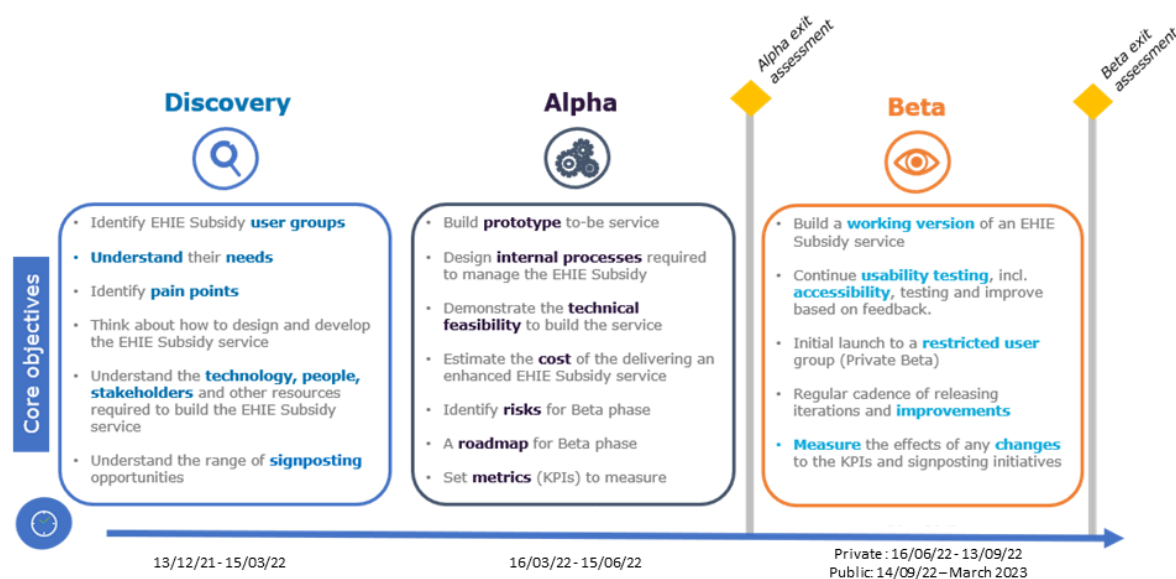 Alpha exit
assessment
Beta exit
assessment
Discovery
Alpha
Beta
Core objectives
• Identify EHIE Subsidy user groups
• Understand their needs
• Identify pain points
• Think about how to design and develop
the EHIE Subsidy service
• Understand the technology, people,
stakeholders and other resources
required to build the EHIE Subsidy
service
• Understand the range of signposting
opportunities
• Build prototype to-be service
• Design internal processes required
to manage the EHIE Subsidy
• Demonstrate the technical
feasibility to build the service
• Estimate the cost of the delivering an
enhanced EHIE Subsidy service
• Identify risks for Beta phase
• A roadmap for Beta phase
• Set metrics (KPIs) to measure
• Build a working version of an EHIE
Subsidy service
• Continue usability testing, incl.
accessibility, testing and improve
based on feedback.
• Initial launch to a restricted user
group (Private Beta)
• Regular cadence of releasing
iterations and improvements
• Measure the effects of any changes
to the KPIs and signposting initiatives
13/12/21 - 15/03/22
16/03/22 - 15/06/22
Private : 16/06/22 - 13/09/22
Public: 14/09/22 – March 2023